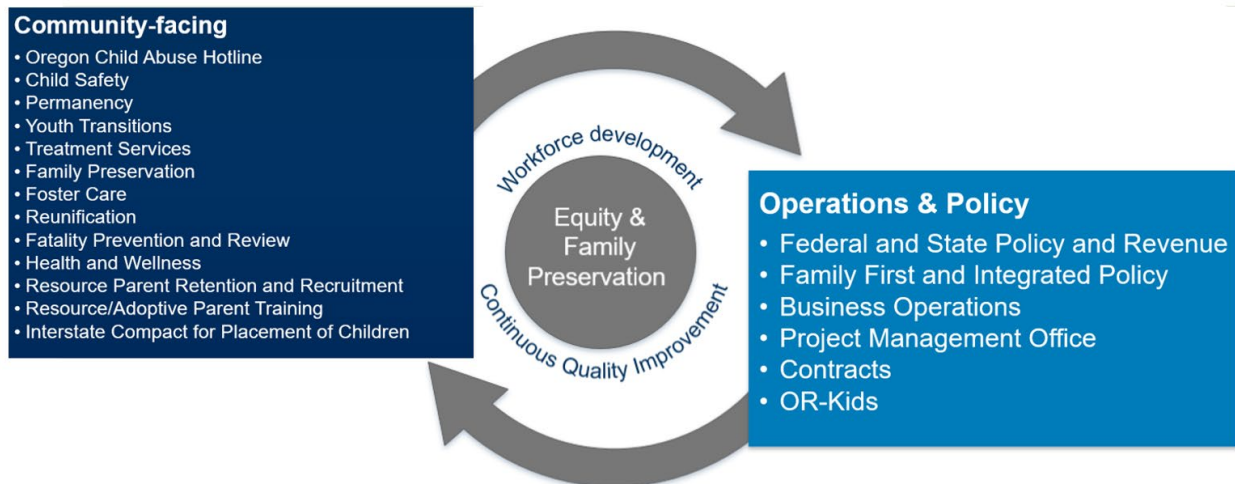 Community-facing
• Oregon Child Abuse Hotline
• Child Safety
• Permanency
• Youth Transitions
• Treatment Services
• Family Preservation
• Foster Care
• Reunification
• Fatality Prevention and Review
• Health and Wellness
• Resource Parent Retention and Recruitment
• Resource/Adoptive Parent Training
• Interstate Compact for Placement of Children
Workforce development
Equity &
Family
Preservation
Continuous Quality Improvement
Operations & Policy
• Federal and State Policy and Revenue
• Family First and Integrated Policy
• Business Operations
• Project Management Office
• Contracts
• OR-Kids